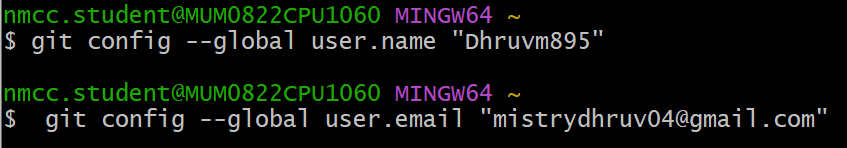 nmcc.student@MUM0822CPU1060 MINGW64 ~
$ git config --global user.name "Dhruvm895"
nmcc.student@MUM0822CPU1060 MINGW64 ~
$  git config --global user.email "mistrydhruv04@gmail.com"